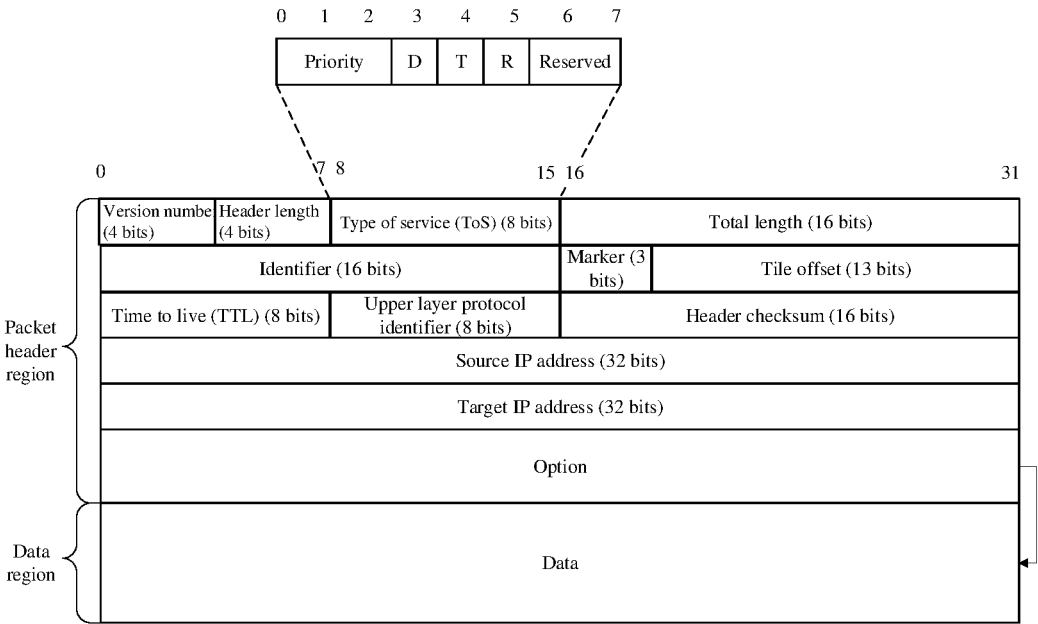 0 1 2 3 4 5 6 7
Priority D T R Reserved
0 7 8 15 16 31
Version numbe Header length Type of service (ToS) (8 bits) Total length (16 bits)
(4 bits) (4 bits)
Identifier (16 bits) Marker (3 Tile offset (13 bits)
bits)
Time to live (TTL) (8 bits) Upper layer protocol Header checksum (16 bits)
identifier (8 bits)
Packet
header
region
Source IP address (32 bits)
Target IP address (32 bits)
Option
Data
region
Data